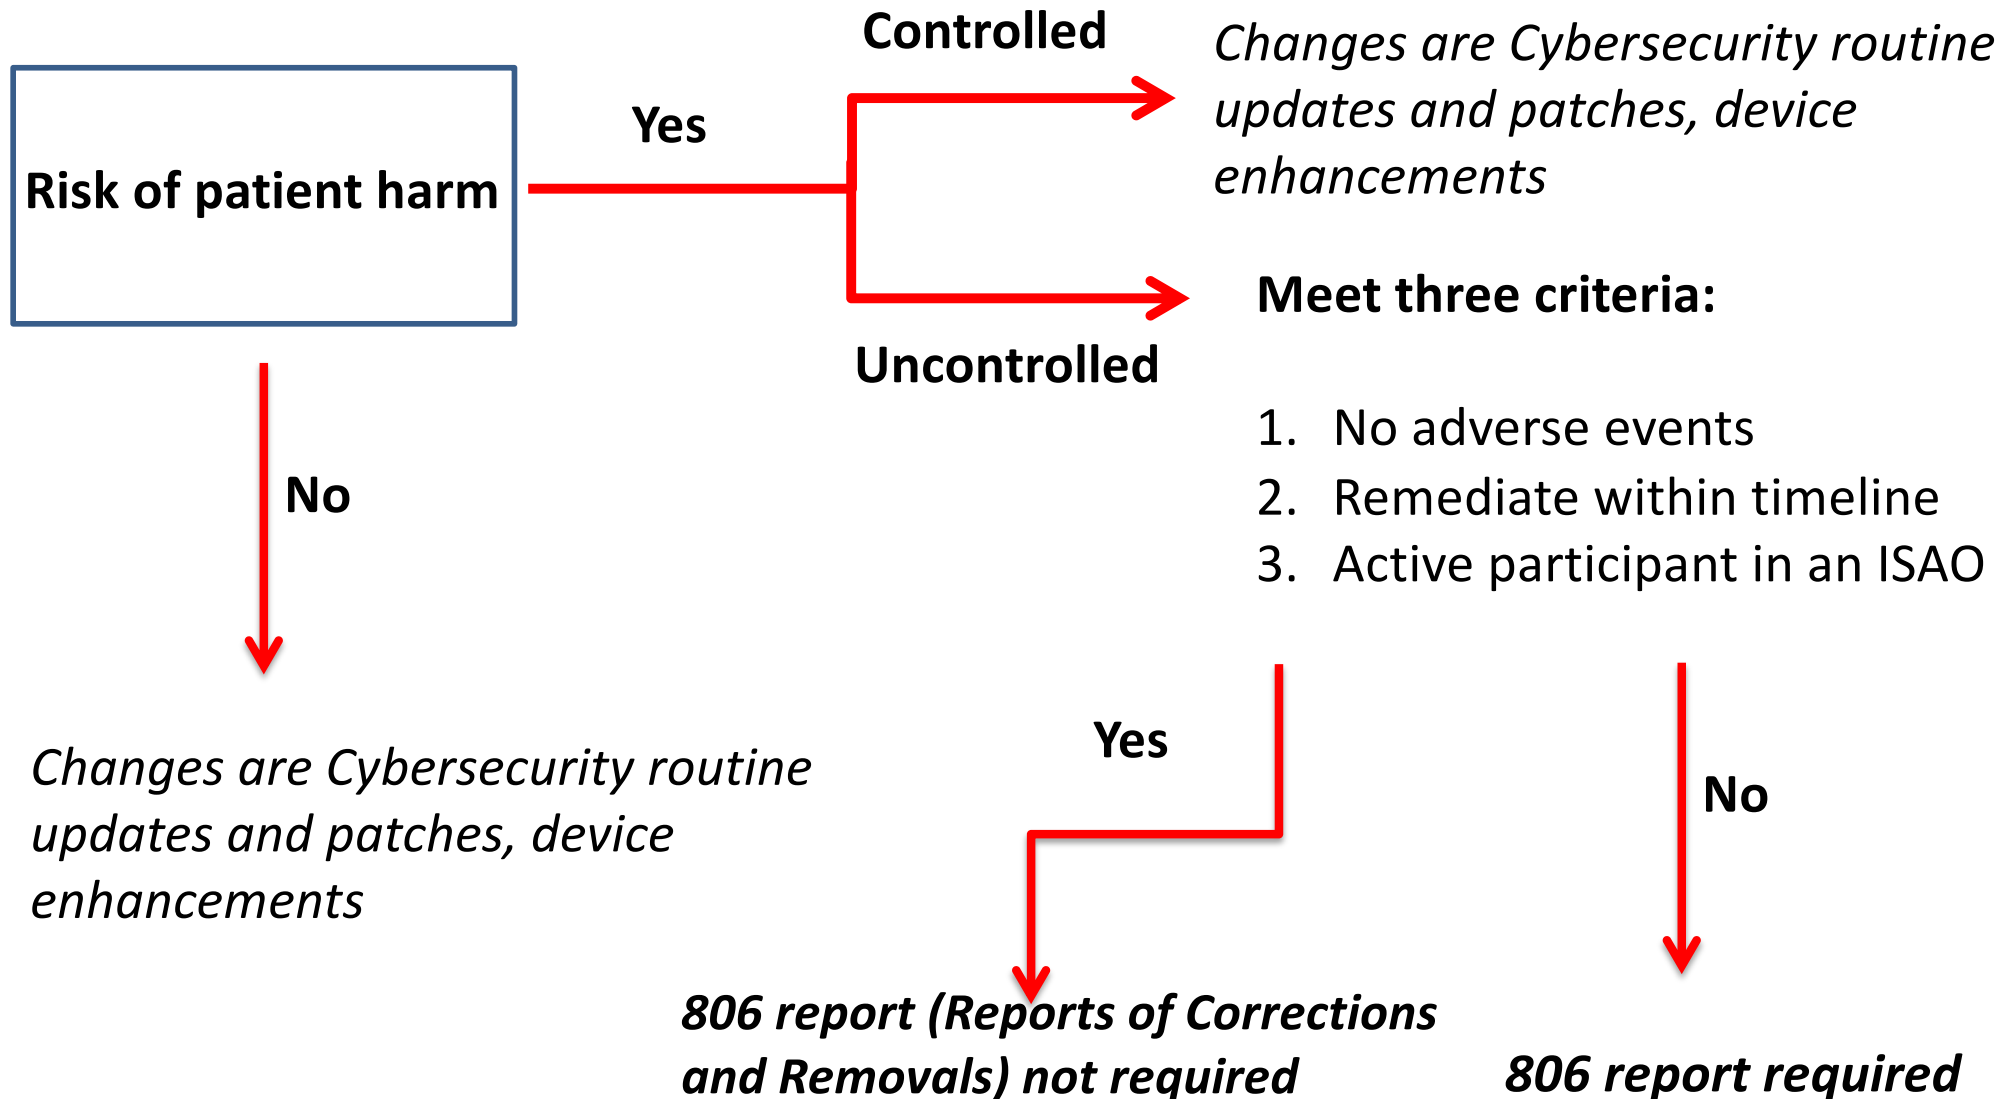 Controlled
Changes are Cybersecurity routine
updates and patches, device
enhancements
Yes
Risk of patient harm
Meet three criteria:
Uncontrolled
1. No adverse events
2. Remediate within timeline
3. Active participant in an ISAO
No
Changes are Cybersecurity routine
updates and patches, device
enhancements
Yes
No
806 report (Reports of Corrections
and Removals) not required
806 report required